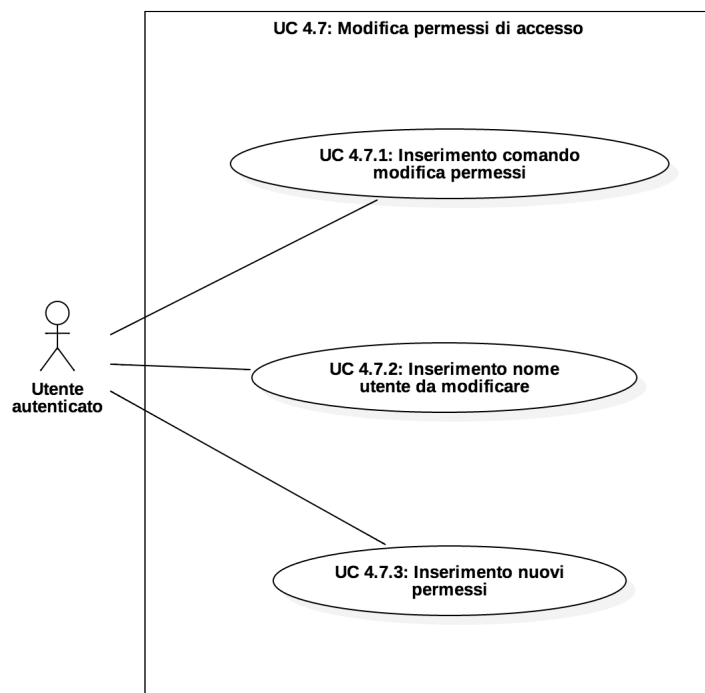 UC 4.7: Modifica permessi di accesso
UC 4.7.1: Inserimento comando
modifica permessi
Utente
autenticato
UC 4.7.2: Inserimento nome
utente da modificare
UC 4.7.3: Inserimento nuovi
permessi